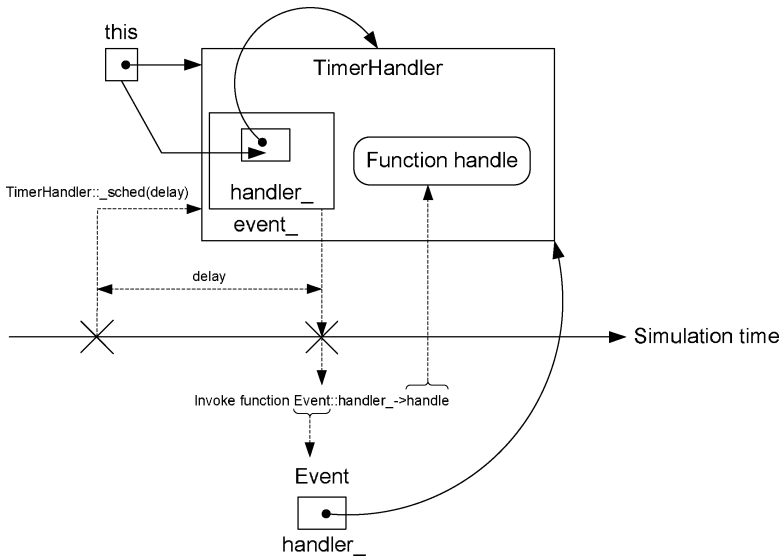 this
TimerHandler
Function handle
handler_
TimerHandler::_sched(delay)
event_
delay
Simulation time
Invoke function Event::handler_->handle
Event
handler_